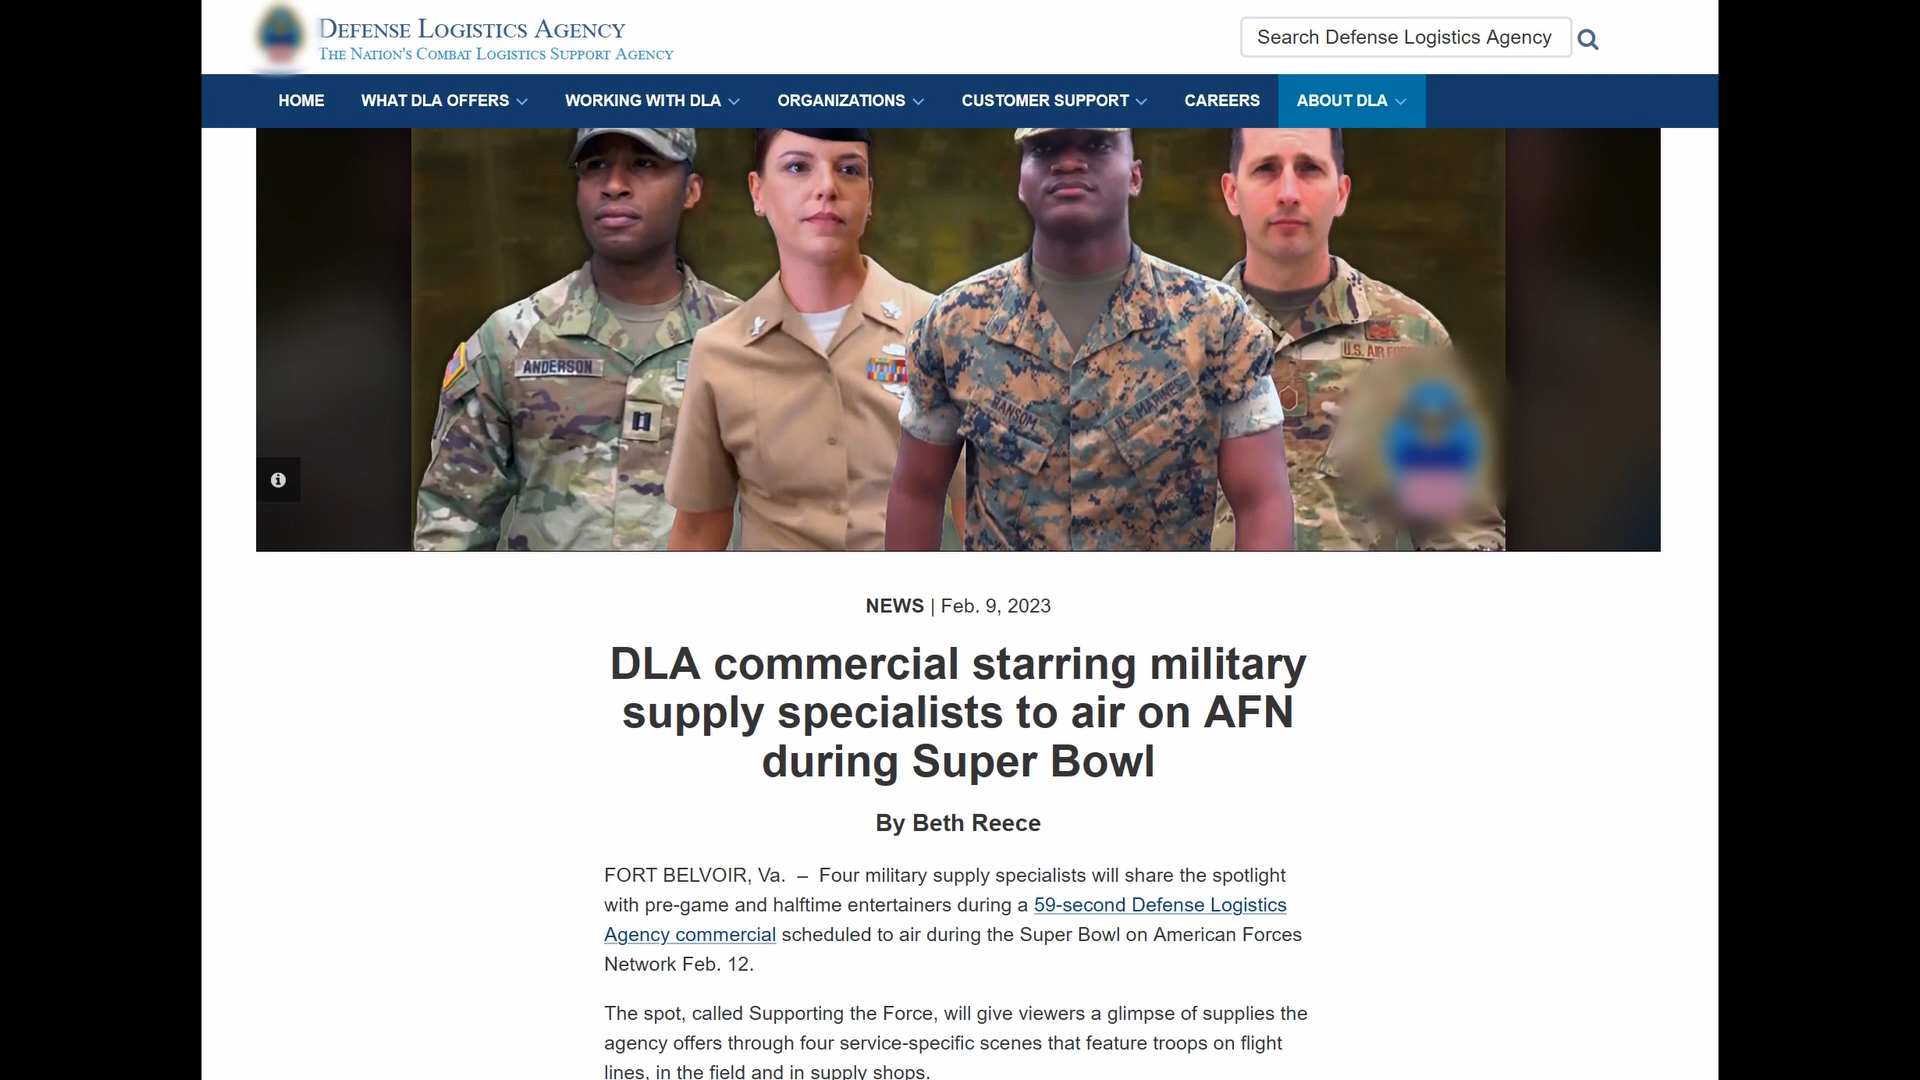 DEFENSE LOGISTICS AGENCY
THE NATION'S COMBAT LOGISTICS SUPPORT AGENCY
Search Defense Logistics Agency
HOME WHAT DLA OFFERS WORKING WITH DLA ORGANIZATIONS CUSTOMER SUPPORT CAREERS ABOUT DLA
U.S. AIR FORCE
ANDERSON
RANSOM
U.S. MARINES
NEWS | Feb. 9, 2023
DLA commercial starring military
supply specialists to air on AFN
during Super Bowl
By Beth Reece
FORT BELVOIR, Va. – Four military supply specialists will share the spotlight
with pre-game and halftime entertainers during a 59-second Defense Logistics
Agency commercial scheduled to air during the Super Bowl on American Forces
Network Feb. 12.
The spot, called Supporting the Force, will give viewers a glimpse of supplies the
agency offers through four service-specific scenes that feature troops on flight
lines, in the field and in supply shops.